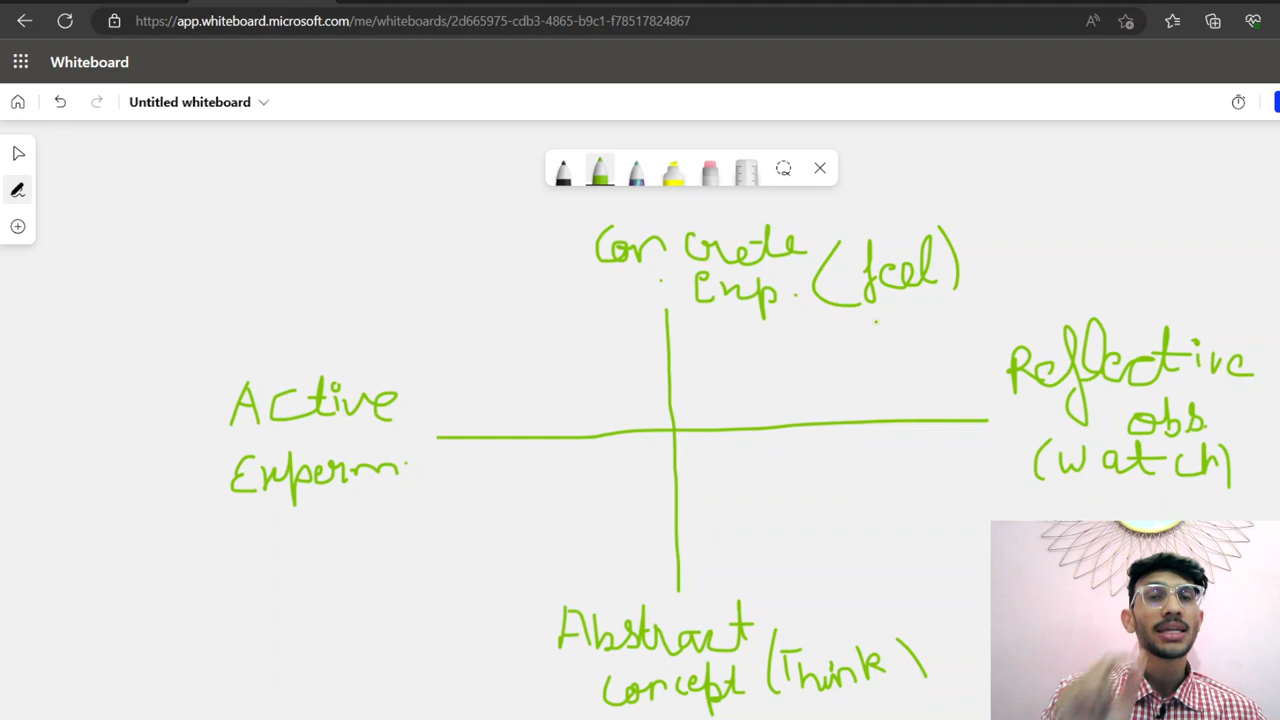 https://app.whiteboard.microsoft.com/me/whiteboards/2d665975-cdb3-4865-b9c1-f78517824867
Whiteboard
Untitled whiteboard
Concrete
Exp. (feel)
Reflective
obs.
(watch)
Active
Experm.
Abstract
concept (Think)